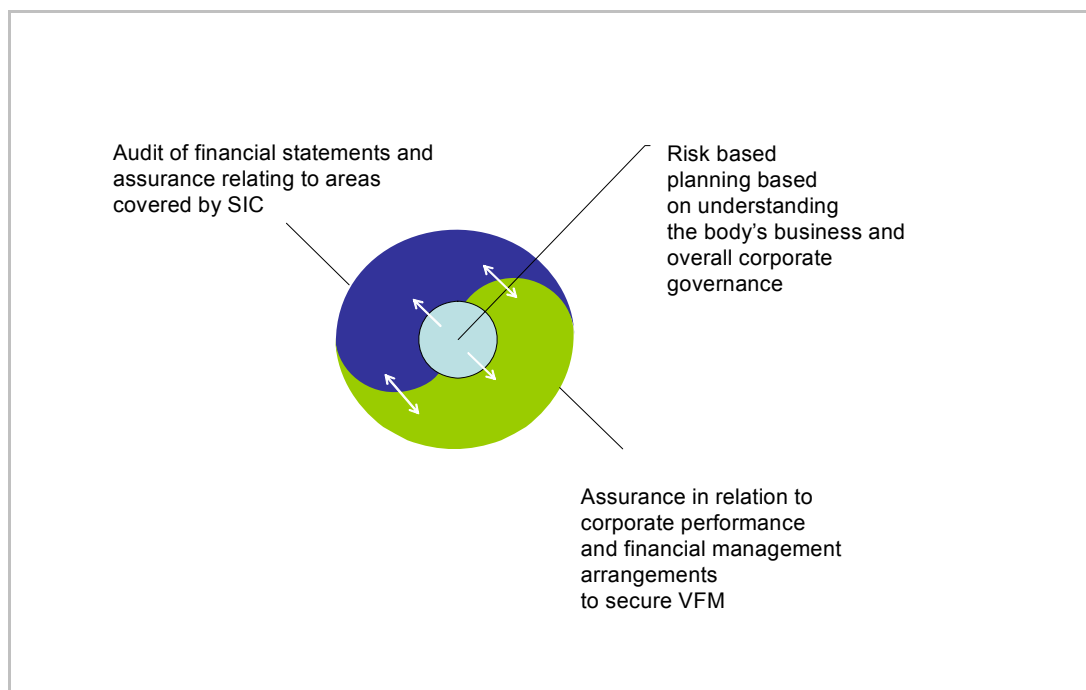 Audit of financial statements and
assurance relating to areas
covered by SIC
Risk based
planning based
on understanding
the body's business and
overall corporate
governance
Assurance in relation to
corporate performance
and financial management
arrangements
to secure VFM